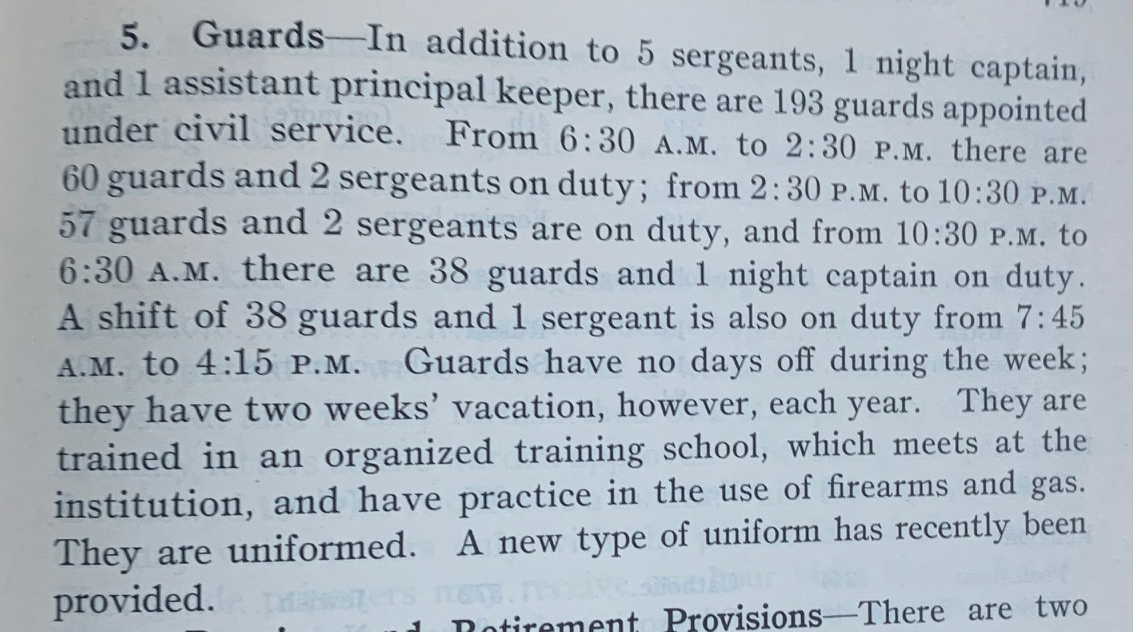 5. Guards—In addition to 5 sergeants, 1 night captain,
and 1 assistant principal keeper, there are 193 guards appointed
under civil service. From 6:30 A.M. to 2:30 P.M. there are
60 guards and 2 sergeants on duty; from 2:30 P.M. to 10:30 P.M.
57 guards and 2 sergeants are on duty, and from 10:30 P.M. to
6:30 A.M. there are 38 guards and 1 night captain on duty.
A shift of 38 guards and 1 sergeant is also on duty from 7:45
A.M. to 4:15 P.M. Guards have no days off during the week;
they have two weeks' vacation, however, each year. They are
trained in an organized training school, which meets at the
institution, and have practice in the use of firearms and gas.
They are uniformed. A new type of uniform has recently been
provided.
Retirement Provisions—There are two